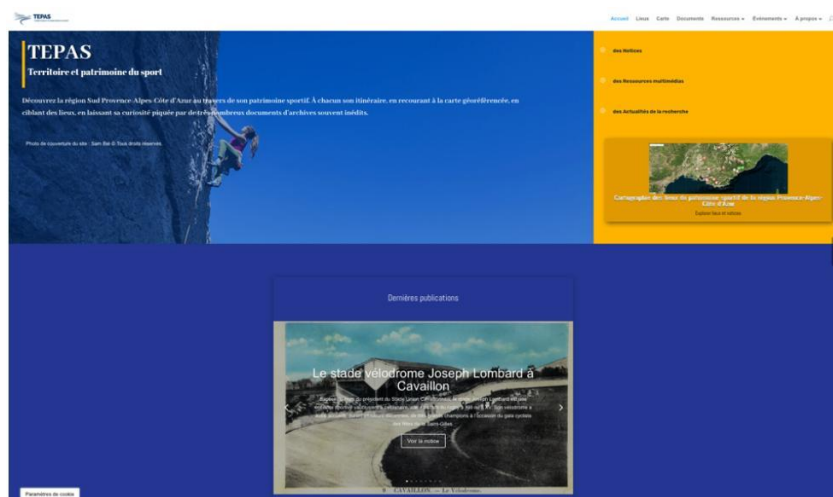 TEPAS
Accueil Lieux Carte Documents Ressources Evénements A propos
TEPAS
Territoire et patrimoine du sport
Découvrez la région Sud Provence-Alpes-Côte d'Azur au travers de son patrimoine sportif. À chacun son itinéraire, en recourant à la carte géoréférencée, en
ciblant des lieux, en laissant sa curiosité piquée par de très nombreux documents d'archives souvent inédits.
Photo de couverture du site : Sam Bié © Tous droits réservés
des Notices
des Ressources multimédias
des Actualités de la recherche
Cartographie des lieux du patrimoine sportif de la région Provence-Alpes-
Côte d'Azur
Explorer lieux et notices
Dernières publications
Le stade vélodrome Joseph Lombard à
Cavaillon
Voir la notice
8 CAVAILLON. — Le Vélodrome.
Paramètres de cookie